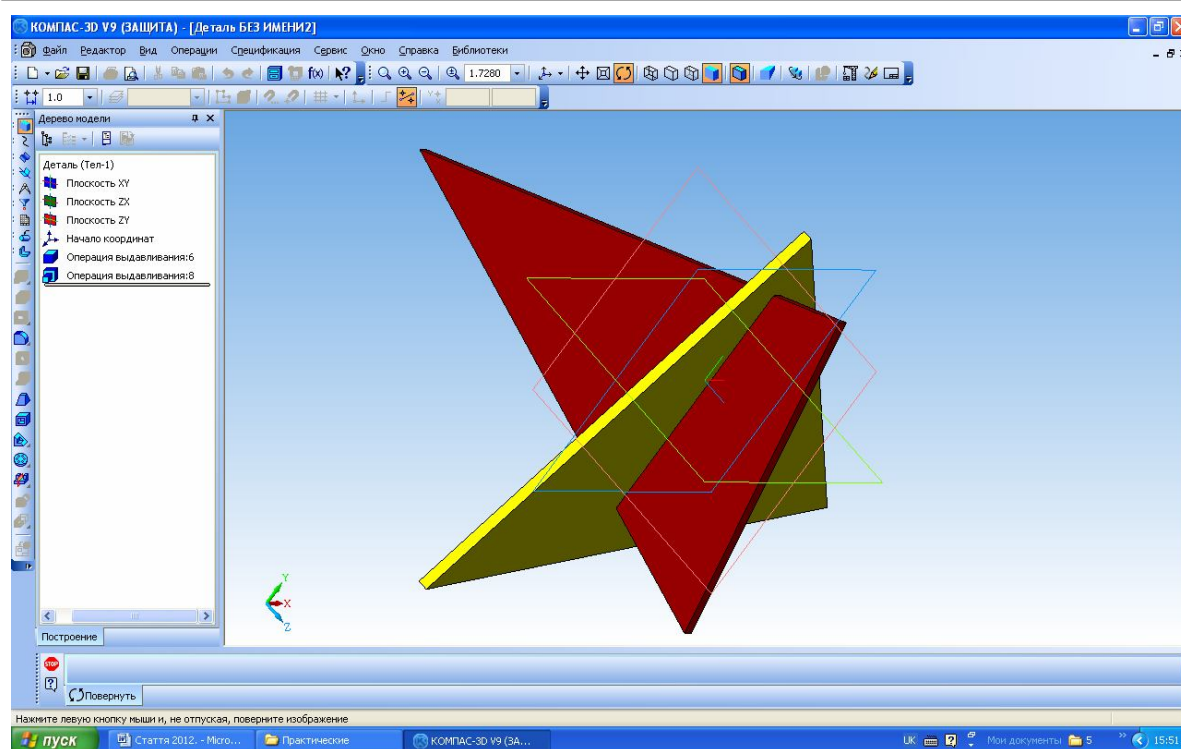 КОМПАС-3D V9 (ЗАЩИТА) - [Деталь БЕЗ ИМЕНИ2]
Файл Редактор Вид Операции Спецификация Сервис Окно Справка Библиотеки
1.7280
1.0
Дерево модели
Деталь (Тел-1)
Плоскость XY
Плоскость ZX
Плоскость ZY
Начало координат
Операция выдавливания:6
Операция выдавливания:8
Y
X
Z
Построение
STOP
Повернуть
Нажмите левую кнопку мыши и, не отпуская, поверните изображение
пуск Стаття 2012. - Micro... Практические КОМПАС-3D V9 (ЗА... UK Мои документы 5 15:51